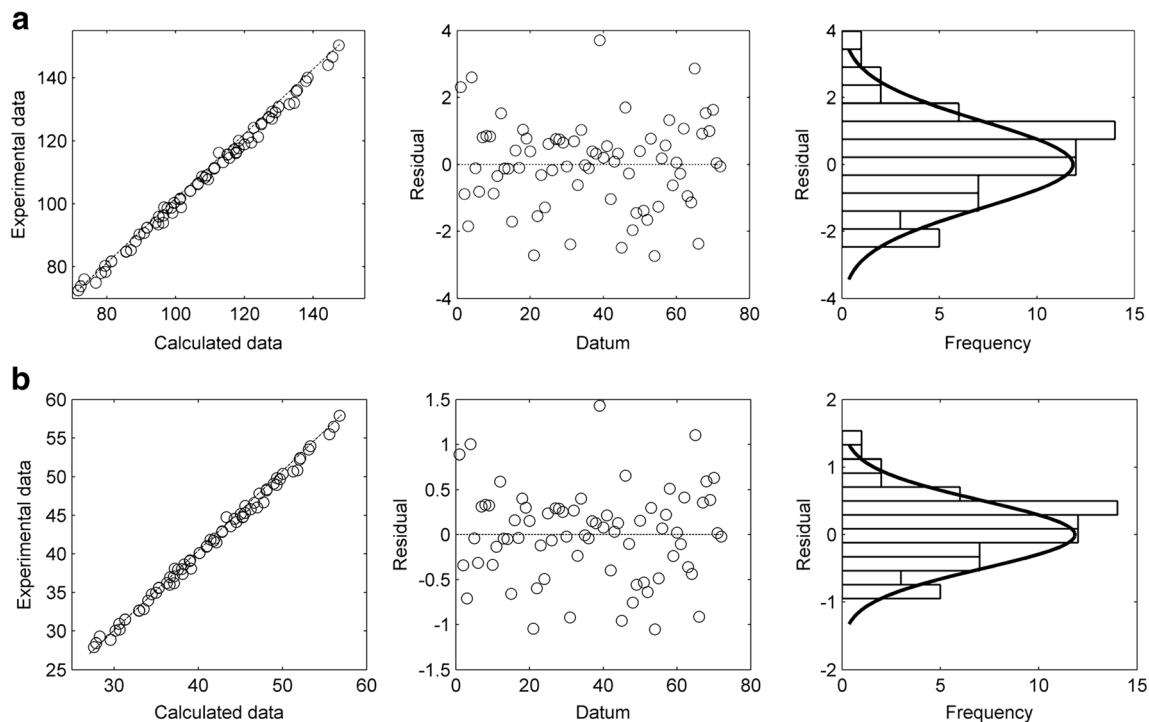 a
Experimental data
140
120
100
80
80 100 120 140
Calculated data
Residual
4
2
0
-2
-4
0 20 40 60 80
Datum
Residual
4
2
0
-2
-4
0 5 10 15
Frequency
b
Experimental data
60
55
50
45
40
35
30
25
30 40 50 60
Calculated data
Residual
1.5
1
0.5
0
-0.5
-1
-1.5
0 20 40 60 80
Datum
Residual
2
1
0
-1
-2
0 5 10 15
Frequency